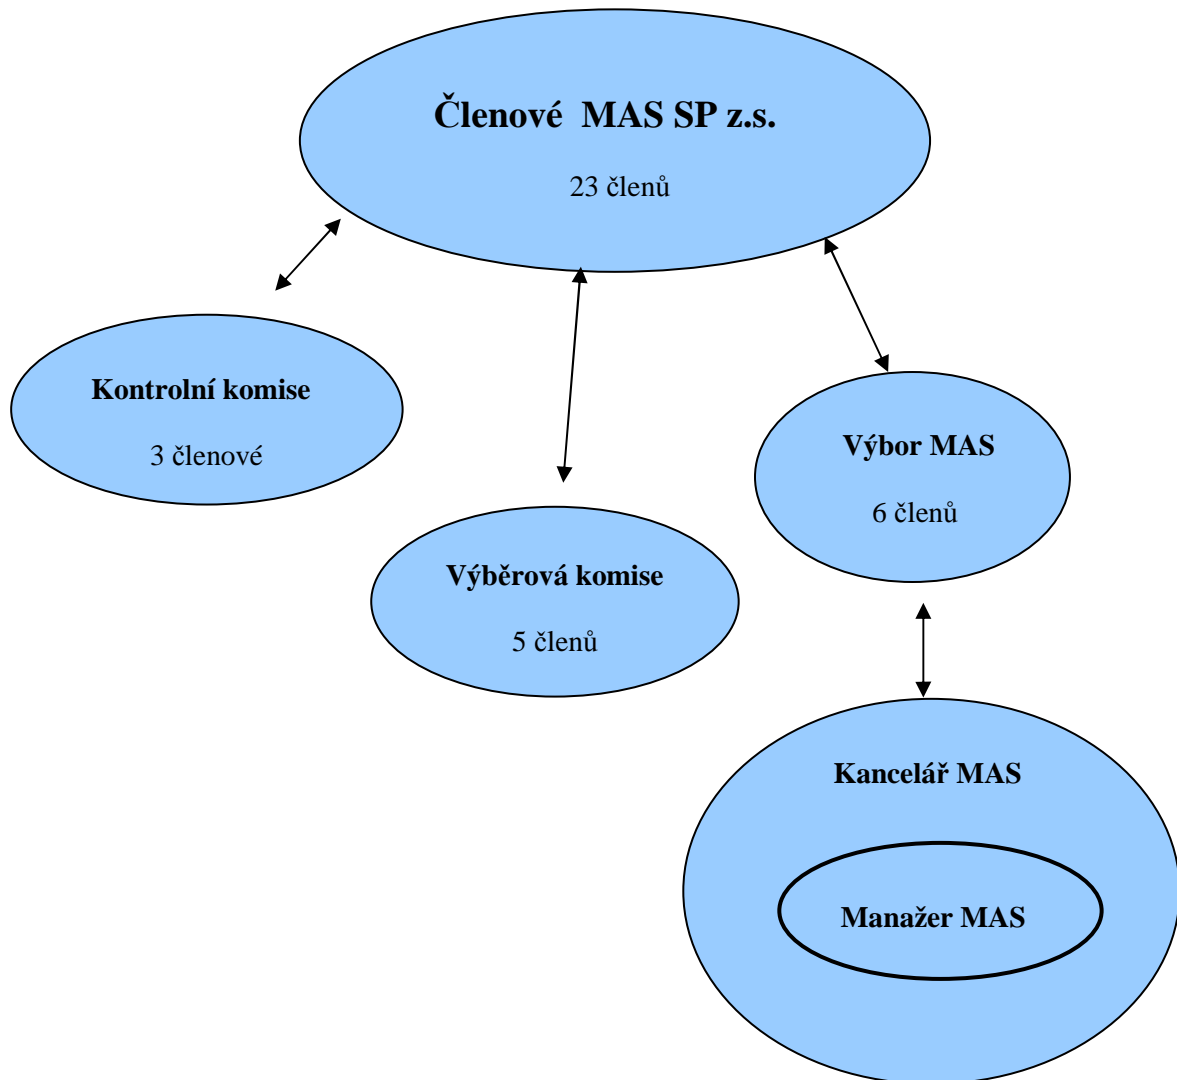 Členové MAS SP z.s.
23 členů
Kontrolní komise
3 členové
Výbor MAS
6 členů
Výběrová komise
5 členů
Kancelář MAS
Manažer MAS